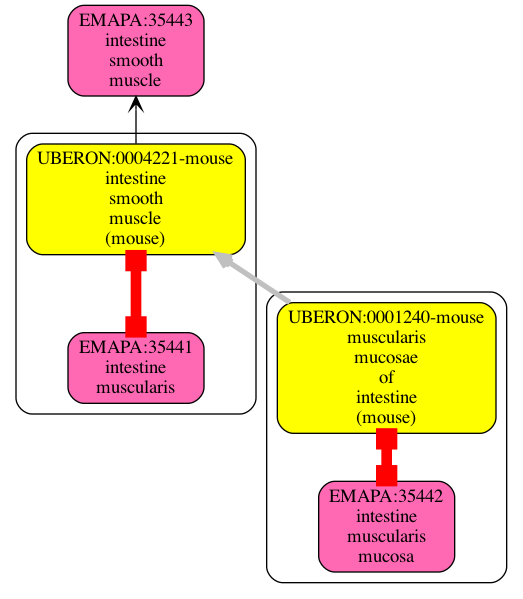 EMAPA:35443
intestine
smooth
muscle
UBERON:0004221-mouse
intestine
smooth
muscle
(mouse)
EMAPA:35441
intestine
muscularis
UBERON:0001240-mouse
muscularis
mucosae
of
intestine
(mouse)
EMAPA:35442
intestine
muscularis
mucosa